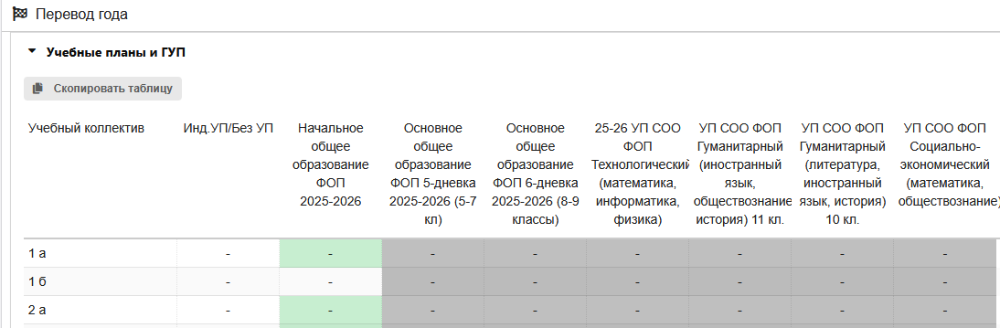 Перевод года
Учебные планы и ГУП
Скопировать таблицу
Учебный коллектив
Инд.УП/Без УП
Начальное
общее
образование
ФОП
2025-2026
Основное
общее
образование
ФОП 5-дневка
2025-2026 (5-7
кл)
Основное
общее
образование
ФОП 6-дневка
2025-2026 (8-9
классы)
25-26 УП СОО
ФОП
Технологический
(математика,
информатика,
физика)
УП СОО ФОП
Гуманитарный
(иностранный
язык,
обществознание,
история) 11 кл.
УП СОО ФОП
Гуманитарный
(литература,
иностранный
язык, история)
10 кл.
УП СОО ФОП
Социально-
экономический
(математика,
обществознание)
1 а - - - - - - - -
1 б - - - - - - - -
2 а - - - - - - - -